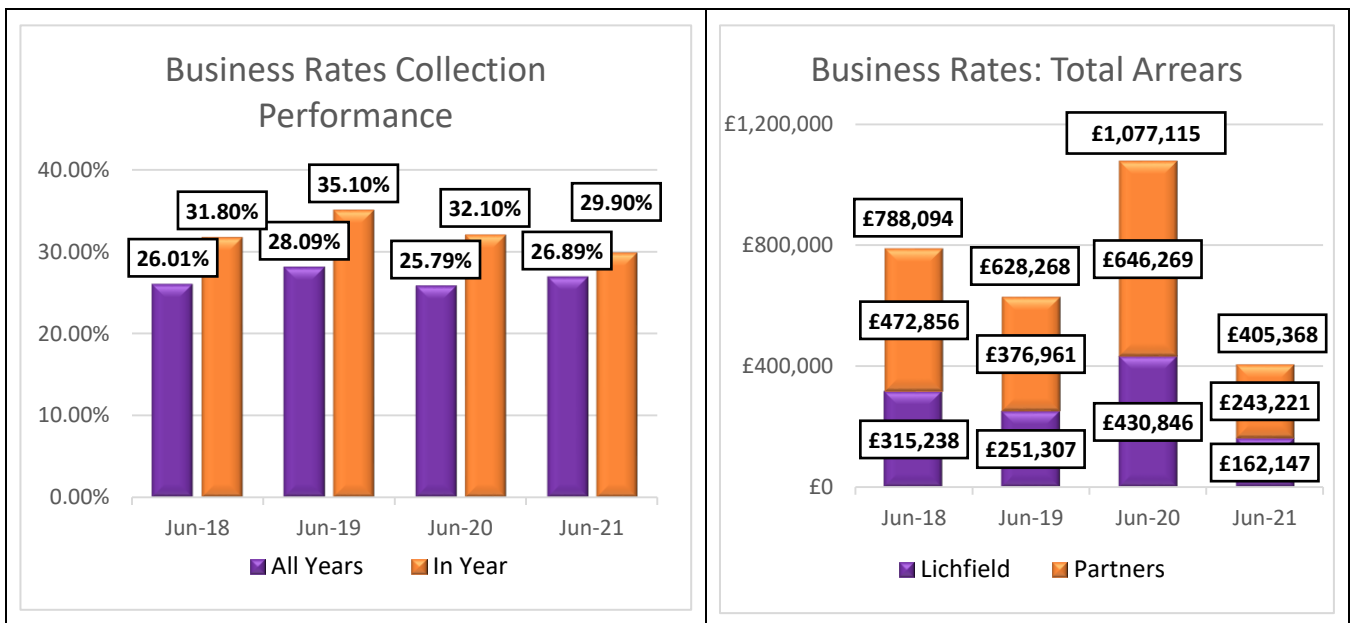 Business Rates Collection
Performance
40.00%
30.00%
20.00%
10.00%
0.00%
26.01%
31.80%
28.09%
35.10%
25.79%
32.10%
26.89%
29.90%
Jun-18
Jun-19
Jun-20
Jun-21
All Years
In Year
Business Rates: Total Arrears
£1,200,000
£800,000
£400,000
£0
£788,094
£472,856
£315,238
£628,268
£376,961
£251,307
£1,077,115
£646,269
£430,846
£405,368
£243,221
£162,147
Jun-18
Jun-19
Jun-20
Jun-21
Lichfield
Partners